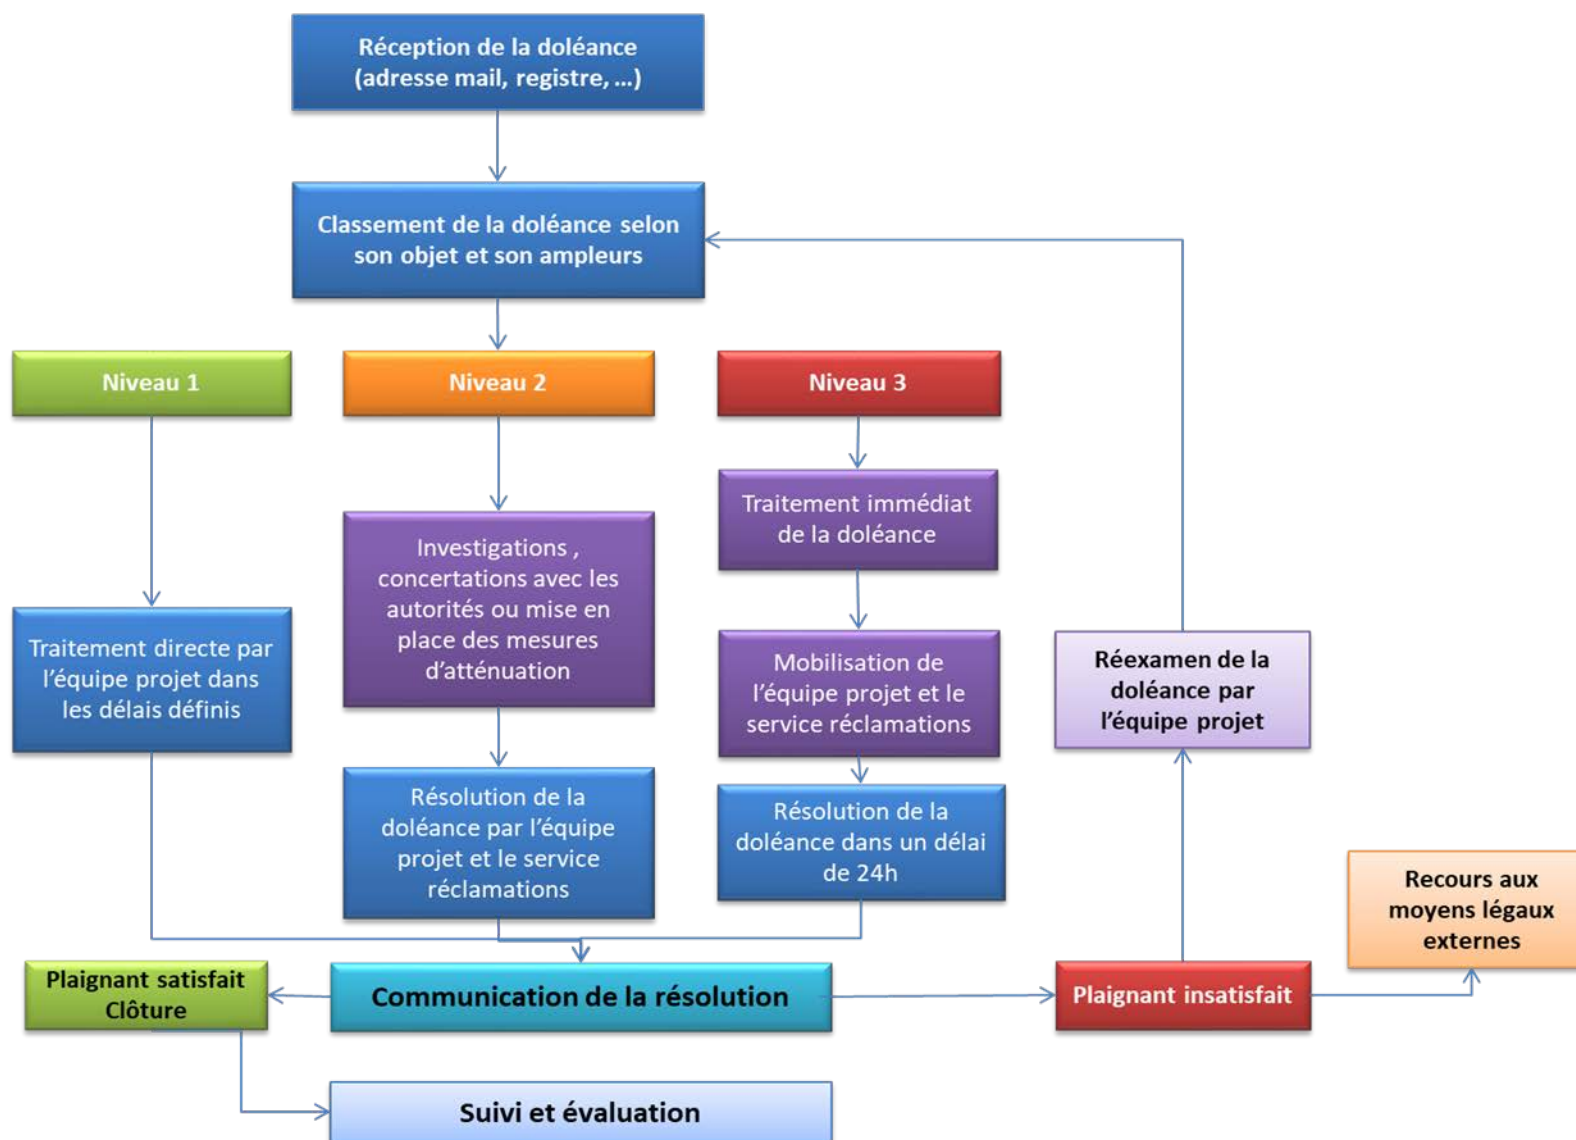 Réception de la doléance
(adresse mail, registre, ...)
Classement de la doléance selon
son objet et son ampleurs
Niveau 1
Niveau 2
Niveau 3
Traitement immédiat
de la doléance
Investigations ,
concertations avec les
autorités ou mise en
place des mesures
d’atténuation
Traitement directe par
l’équipe projet dans
les délais définis
Mobilisation de
l’équipe projet et le
service réclamations
Réexamen de la
doléance par
l’équipe projet
Résolution de la
doléance par l’équipe
projet et le service
réclamations
Résolution de la
doléance dans un délai
de 24h
Recours aux
moyens légaux
externes
Plaignant satisfait
Clôture
Communication de la résolution
Plaignant insatisfait
Suivi et évaluation